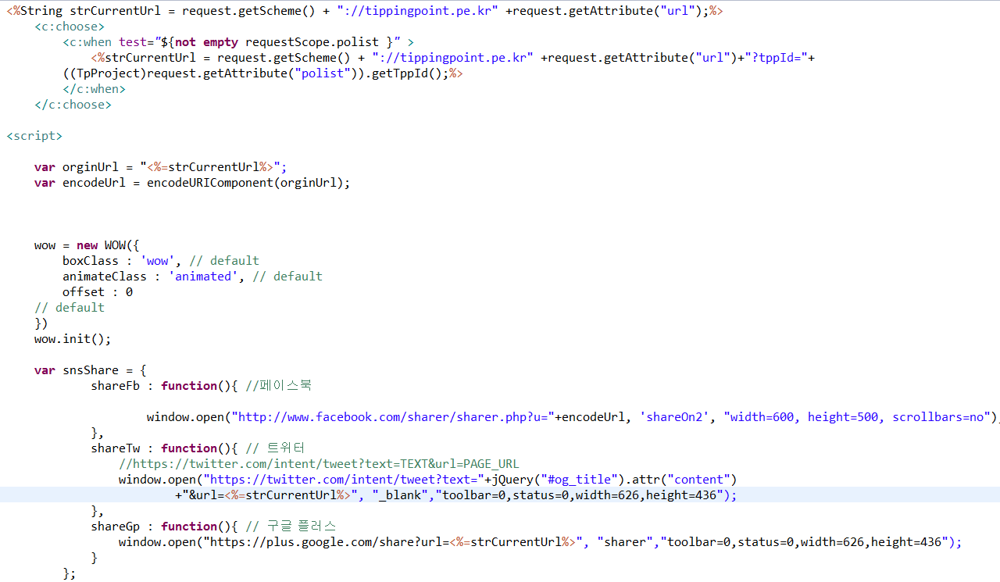 <%String strCurrentUrl = request.getScheme() + "://tippingpoint.pe.kr" +request.getAttribute("url");%>
<c:choose>
<c:when test="${not empty requestScope.polist }" >
<%strCurrentUrl = request.getScheme() + "://tippingpoint.pe.kr" +request.getAttribute("url")+"?tppId="+
((TpProject)request.getAttribute("polist")).getTppId();%>
</c:when>
</c:choose>
<script>
var orginUrl = "<%=strCurrentUrl%>";
var encodeUrl = encodeURIComponent(orginUrl);
wow = new WOW({
boxClass : 'wow', // default
animateClass : 'animated', // default
offset : 0
// default
})
wow.init();
var snsShare = {
shareFb : function(){ //페이스북
window.open("http://www.facebook.com/sharer/sharer.php?u="+encodeUrl, 'shareOn2', "width=600, height=500, scrollbars=no");
},
shareTw : function(){ // 트위터
//https://twitter.com/intent/tweet?text=TEXT&url=PAGE_URL
window.open("https://twitter.com/intent/tweet?text="+jQuery("#og_title").attr("content")
+"&url=<%=strCurrentUrl%>", "_blank","toolbar=0,status=0,width=626,height=436");
},
shareGp : function(){ // 구글 플러스
window.open("https://plus.google.com/share?url=<%=strCurrentUrl%>", "sharer","toolbar=0,status=0,width=626,height=436");
}
};